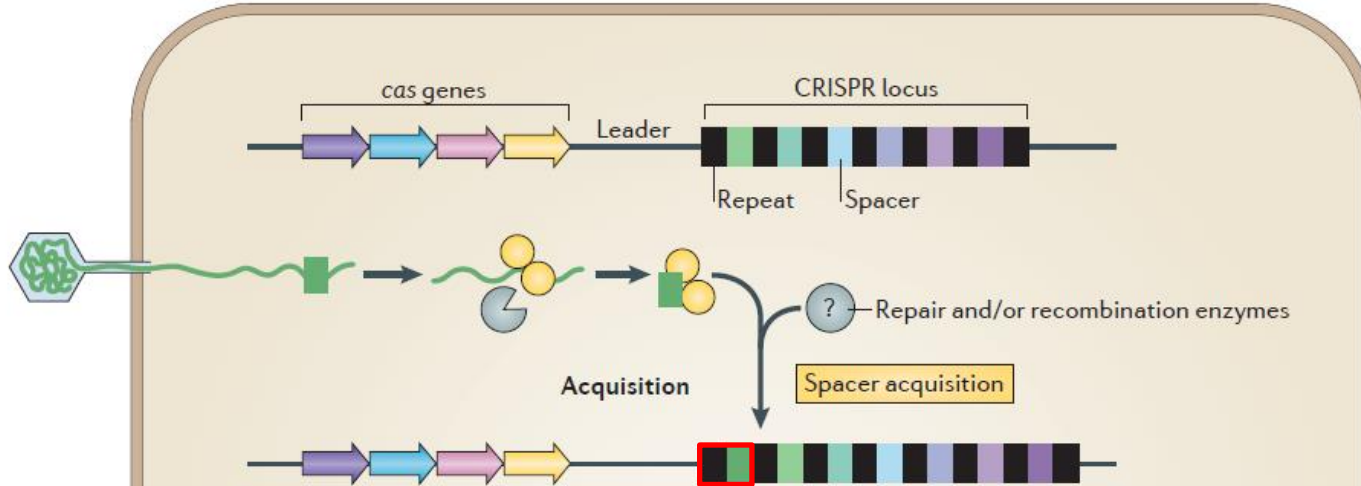 cas genes
CRISPR locus
Leader
Repeat
Spacer
?
Repair and/or recombination enzymes
Acquisition
Spacer acquisition